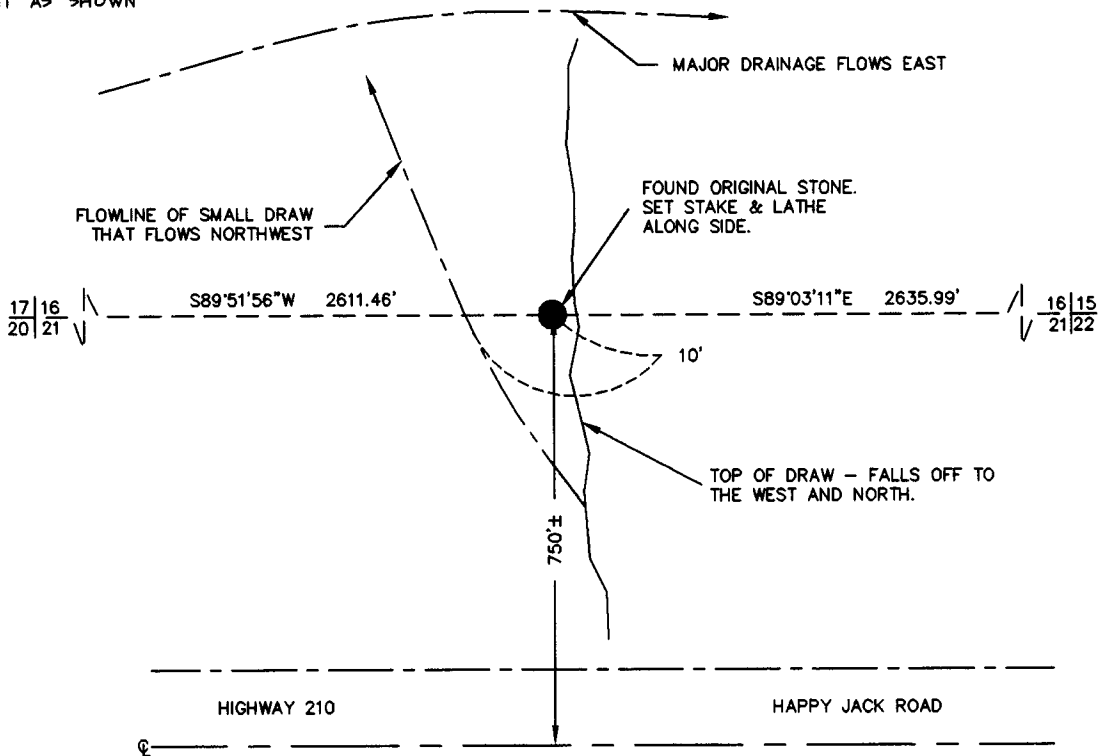 AS SHOWN
MAJOR DRAINAGE FLOWS EAST
FLOWLINE OF SMALL DRAW
THAT FLOWS NORTHWEST
FOUND ORIGINAL STONE.
SET STAKE & LATHE
ALONG SIDE.
17|16
20|21
S89°51'56"W 2611.46'
S89°03'11"E 2635.99'
16|15
21|22
10'
TOP OF DRAW – FALLS OFF TO
THE WEST AND NORTH.
750'±
HIGHWAY 210
HAPPY JACK ROAD
℄